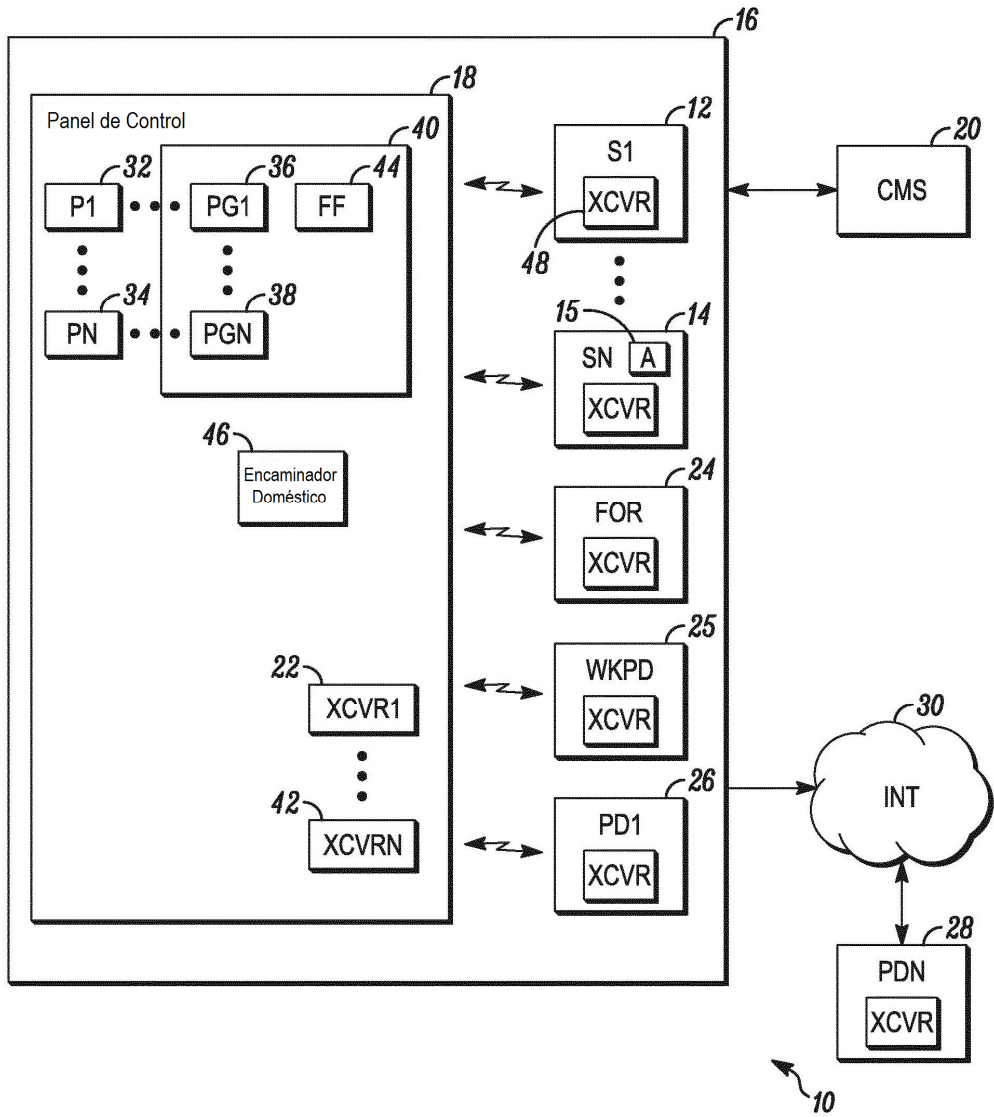 16
18
Panel de Control
40
32
P1
36
PG1
44
FF
34
PN
38
PGN
46
Encaminador
Doméstico
22
XCVR1
42
XCVRN
12
S1
XCVR
48
15
14
SN
A
XCVR
24
FOR
XCVR
25
WKPD
XCVR
26
PD1
XCVR
20
CMS
30
INT
28
PDN
XCVR
10